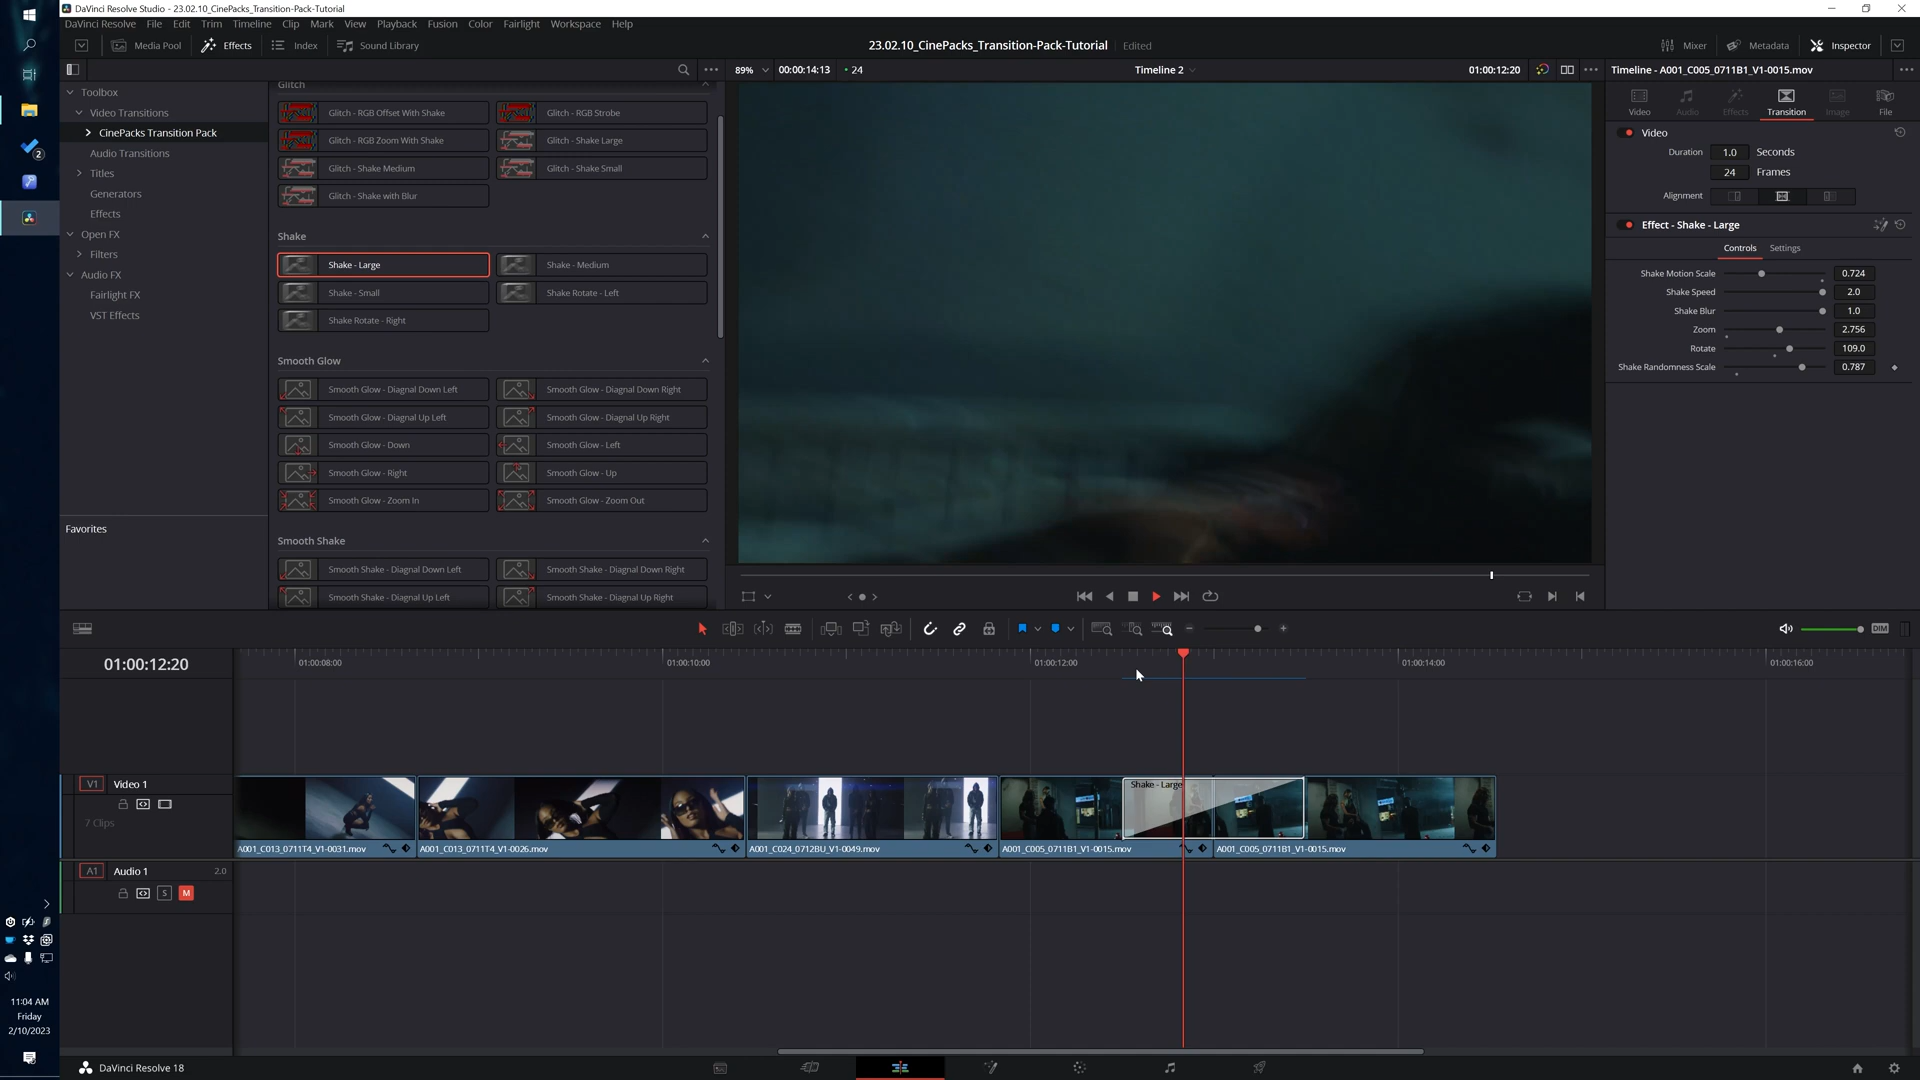 DaVinci Resolve Studio - 23.02.10_CinePacks_Transition-Pack-Tutorial
DaVinci Resolve File Edit Trim Timeline Clip Mark View Playback Fusion Color Fairlight Workspace Help
Media Pool Effects Index Sound Library 23.02.10_CinePacks_Transition-Pack-Tutorial Edited Mixer Metadata Inspector
89% 00:00:14:13 24 Timeline 2 01:00:12:20 Timeline - A001_C005_0711B1_V1-0015.mov
Toolbox
Video Transitions
CinePacks Transition Pack
Audio Transitions
Titles
Generators
Effects
Open FX
Filters
Audio FX
Fairlight FX
VST Effects
Favorites
Glitch
Glitch - RGB Offset With Shake Glitch - RGB Strobe
Glitch - RGB Zoom With Shake Glitch - Shake Large
Glitch - Shake Medium Glitch - Shake Small
Glitch - Shake with Blur
Shake
Shake - Large Shake - Medium
Shake - Small Shake Rotate - Left
Shake Rotate - Right
Smooth Glow
Smooth Glow - Diagnal Down Left Smooth Glow - Diagnal Down Right
Smooth Glow - Diagnal Up Left Smooth Glow - Diagnal Up Right
Smooth Glow - Down Smooth Glow - Left
Smooth Glow - Right Smooth Glow - Up
Smooth Glow - Zoom In Smooth Glow - Zoom Out
Smooth Shake
Smooth Shake - Diagnal Down Left Smooth Shake - Diagnal Down Right
Smooth Shake - Diagnal Up Left Smooth Shake - Diagnal Up Right
Video Audio Effects Transition Image File
Video
Duration 1.0 Seconds
24 Frames
Alignment
Effect - Shake - Large
Controls Settings
Shake Motion Scale 0.724
Shake Speed 2.0
Shake Blur 1.0
Zoom 2.756
Rotate 109.0
Shake Randomness Scale 0.787
DIM
01:00:12:20 01:00:08:00 01:00:10:00 01:00:12:00 01:00:14:00 01:00:16:00
V1 Video 1
7 Clips
Shake - Large
A001_C013_0711T4_V1-0031.mov A001_C013_0711T4_V1-0026.mov A001_C024_0712BU_V1-0049.mov A001_C005_0711B1_V1-0015.mov A001_C005_0711B1_V1-0015.mov
A1 Audio 1 2.0
S M
2
11:04 AM
Friday
2/10/2023
DaVinci Resolve 18